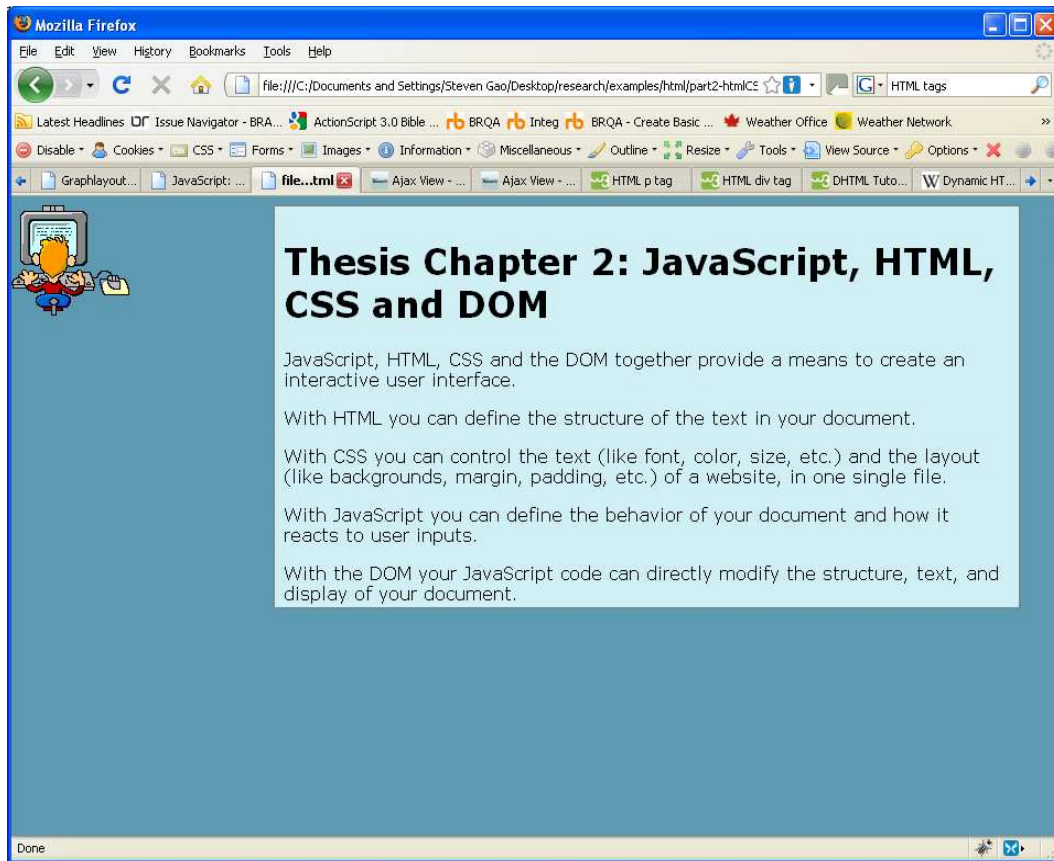 Mozilla Firefox
File Edit View History Bookmarks Tools Help
file:///C:/Documents and Settings/Steven Gao/Desktop/research/examples/html/part2-htmlCS G HTML tags
Latest Headlines Issue Navigator - BRA... ActionScript 3.0 Bible ... rb BRQA rb Integ rb BRQA - Create Basic ... Weather Office Weather Network »
Disable Cookies CSS Forms Images Information Miscellaneous Outline Resize Tools View Source Options
Graphlayout... JavaScript: ... file...tml Ajax View - ... Ajax View - ... HTML p tag HTML div tag DHTML Tuto... W Dynamic HT...
Thesis Chapter 2: JavaScript, HTML,
CSS and DOM
JavaScript, HTML, CSS and the DOM together provide a means to create an
interactive user interface.
With HTML you can define the structure of the text in your document.
With CSS you can control the text (like font, color, size, etc.) and the layout
(like backgrounds, margin, padding, etc.) of a website, in one single file.
With JavaScript you can define the behavior of your document and how it
reacts to user inputs.
With the DOM your JavaScript code can directly modify the structure, text, and
display of your document.
Done